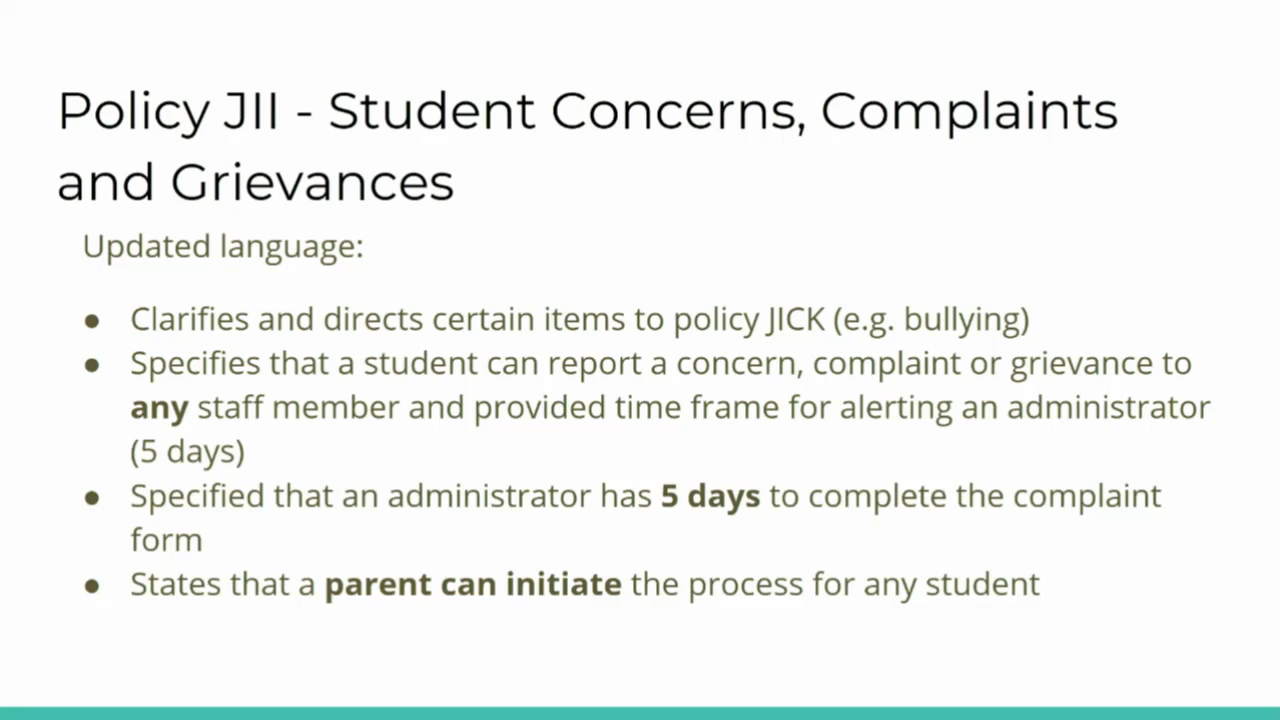 Policy JII - Student Concerns, Complaints
and Grievances
Updated language:
● Clarifies and directs certain items to policy JICK (e.g. bullying)
● Specifies that a student can report a concern, complaint or grievance to
any staff member and provided time frame for alerting an administrator
(5 days)
● Specified that an administrator has 5 days to complete the complaint
form
● States that a parent can initiate the process for any student